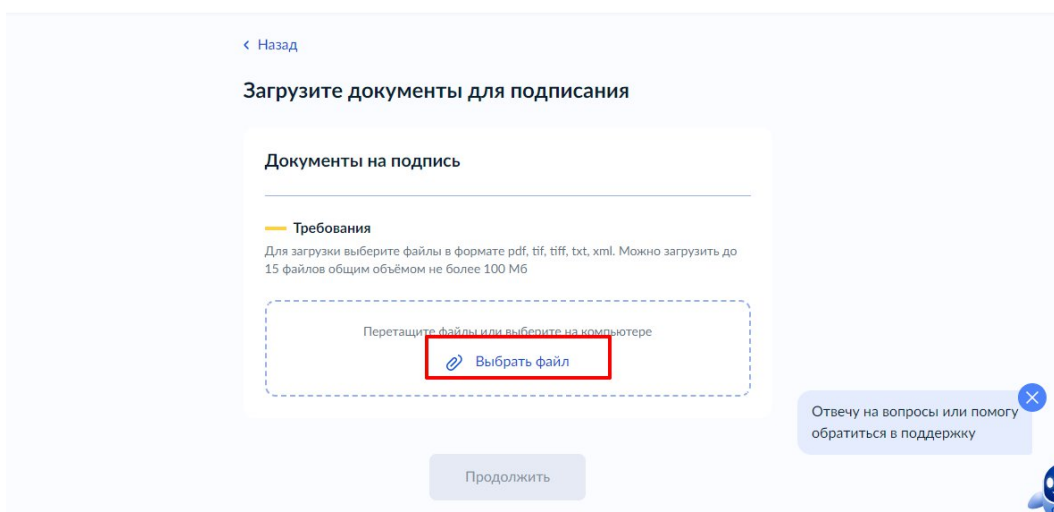 Назад
Загрузите документы для подписания
Документы на подпись
Требования
Для загрузки выберите файлы в формате pdf, tif, tiff, txt, xml. Можно загрузить до
15 файлов общим объёмом не более 100 Мб
Перетащите файлы или выберите на компьютере
Выбрать файл
Отвечу на вопросы или помогу
обратиться в поддержку
Продолжить